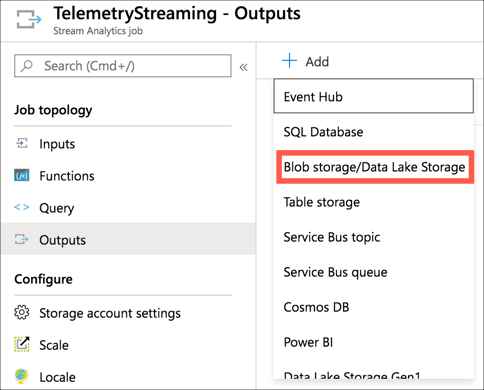 TelemetryStreaming - Outputs
Stream Analytics job
Search (Cmd+/)
«
Job topology
Inputs
Functions
<> Query
Outputs
Configure
Storage account settings
Scale
Locale
+ Add
Event Hub
SQL Database
Blob storage/Data Lake Storage
Table storage
Service Bus topic
Service Bus queue
Cosmos DB
Power BI
Data Lake Storage Gen1